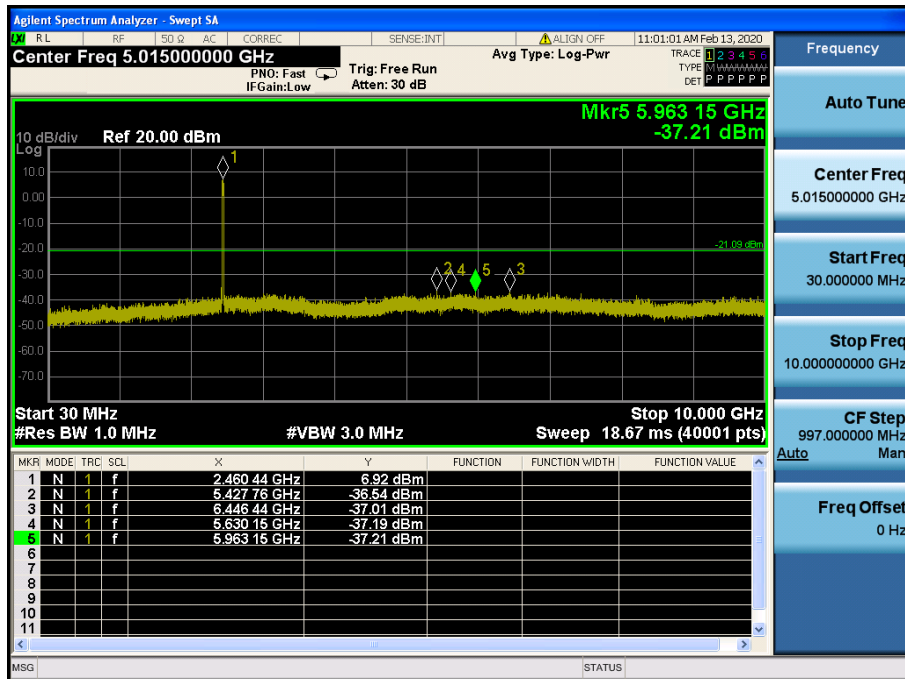 Agilent Spectrum Analyzer - Swept SA
LXI RL RF 50 Ω AC CORREC SENSE:INT ALIGN OFF 11:01:01 AM Feb 13, 2020
Center Freq 5.015000000 GHz
PNO: Fast
IFGain:Low
Trig: Free Run
Atten: 30 dB
Avg Type: Log-Pwr
TRACE 1 2 3 4 5 6
TYPE M WWWWW
DET P P P P P P
Mkr5 5.963 15 GHz
-37.21 dBm
10 dB/div Ref 20.00 dBm
Log
10.0
0.00
-10.0
-20.0
-30.0
-40.0
-50.0
-60.0
-70.0
1
-21.09 dBm
2 4 5 3
Start 30 MHz Stop 10.000 GHz
#Res BW 1.0 MHz #VBW 3.0 MHz Sweep 18.67 ms (40001 pts)
MKR MODE TRC SCL X Y FUNCTION FUNCTION WIDTH FUNCTION VALUE
1 N 1 f 2.460 44 GHz 6.92 dBm
2 N 1 f 5.427 76 GHz -36.54 dBm
3 N 1 f 6.446 44 GHz -37.01 dBm
4 N 1 f 5.630 15 GHz -37.19 dBm
5 N 1 f 5.963 15 GHz -37.21 dBm
6
7
8
9
10
11
MSG STATUS
Frequency
Auto Tune
Center Freq
5.015000000 GHz
Start Freq
30.000000 MHz
Stop Freq
10.000000000 GHz
CF Step
997.000000 MHz
Auto Man
Freq Offset
0 Hz